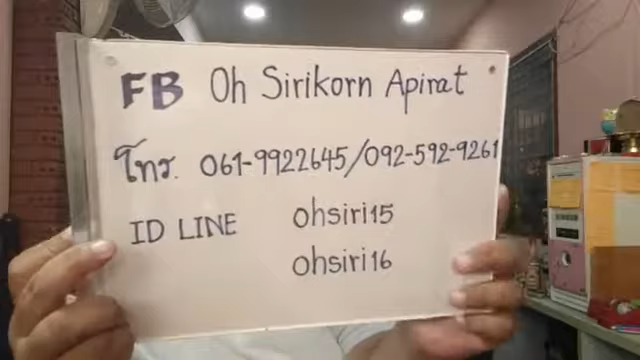 FB Oh Sirikorn Apirat
โทร. 061-9922645/092-592-9261
ID LINE ohsiri15
ohsiri16